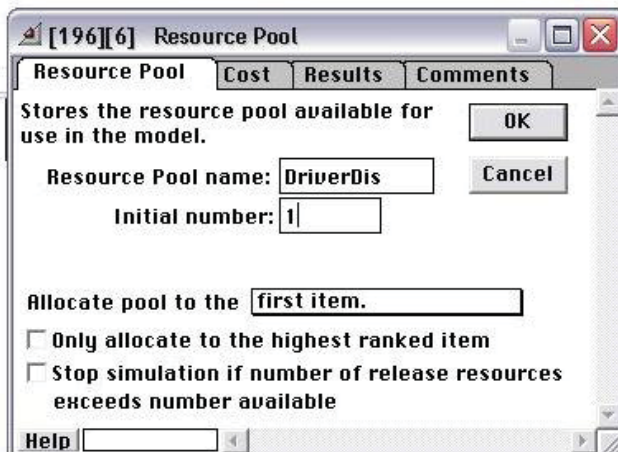 [196][6] Resource Pool
Resource Pool Cost Results Comments
Stores the resource pool available for
use in the model.
OK
Cancel
Resource Pool name: DriverDis
Initial number: 1
Allocate pool to the first item.
Only allocate to the highest ranked item
Stop simulation if number of release resources
exceeds number available
Help